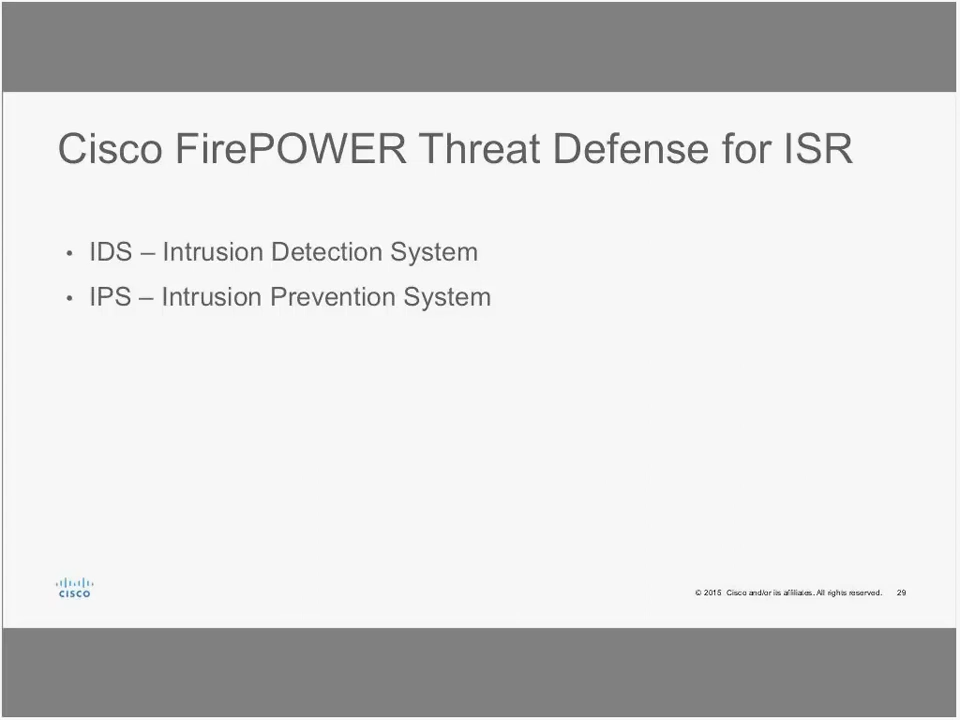 Cisco FirePOWER Threat Defense for ISR
• IDS – Intrusion Detection System
• IPS – Intrusion Prevention System
CISCO
© 2015 Cisco and/or its affiliates. All rights reserved. 29